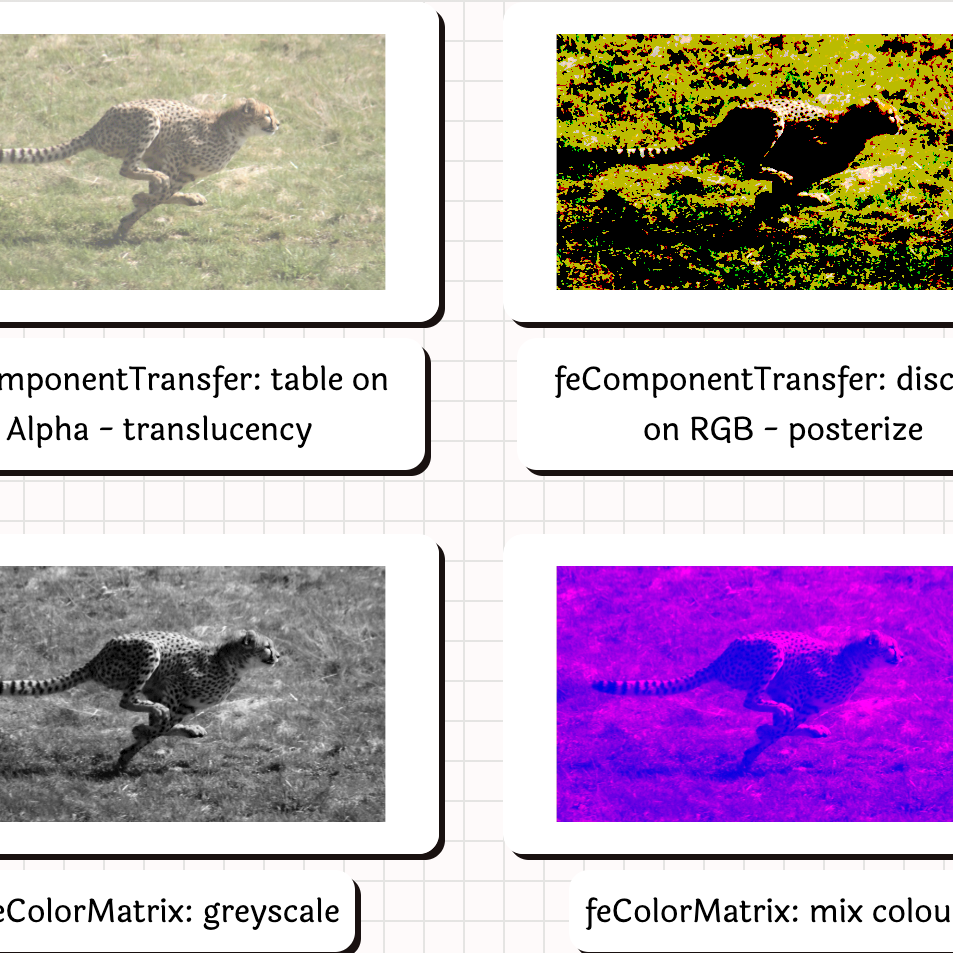 mponentTransfer: table on
Alpha - translucency
feComponentTransfer: disc
on RGB - posterize
eColorMatrix: greyscale
feColorMatrix: mix colou